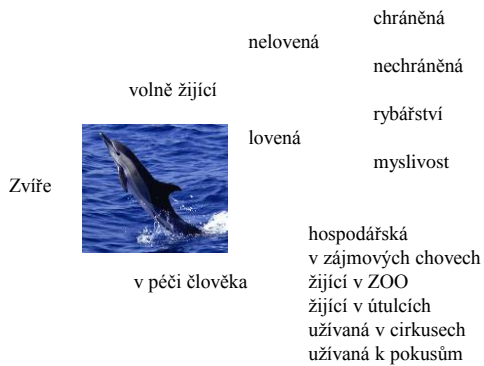 chráněná
nelovená
nechráněná
volně žijící
rybářství
lovená
myslivost
Zvíře
hospodářská
v zájmových chovech
v péči člověka
žijící v ZOO
žijící v útulcích
užívaná v cirkusech
užívaná k pokusům